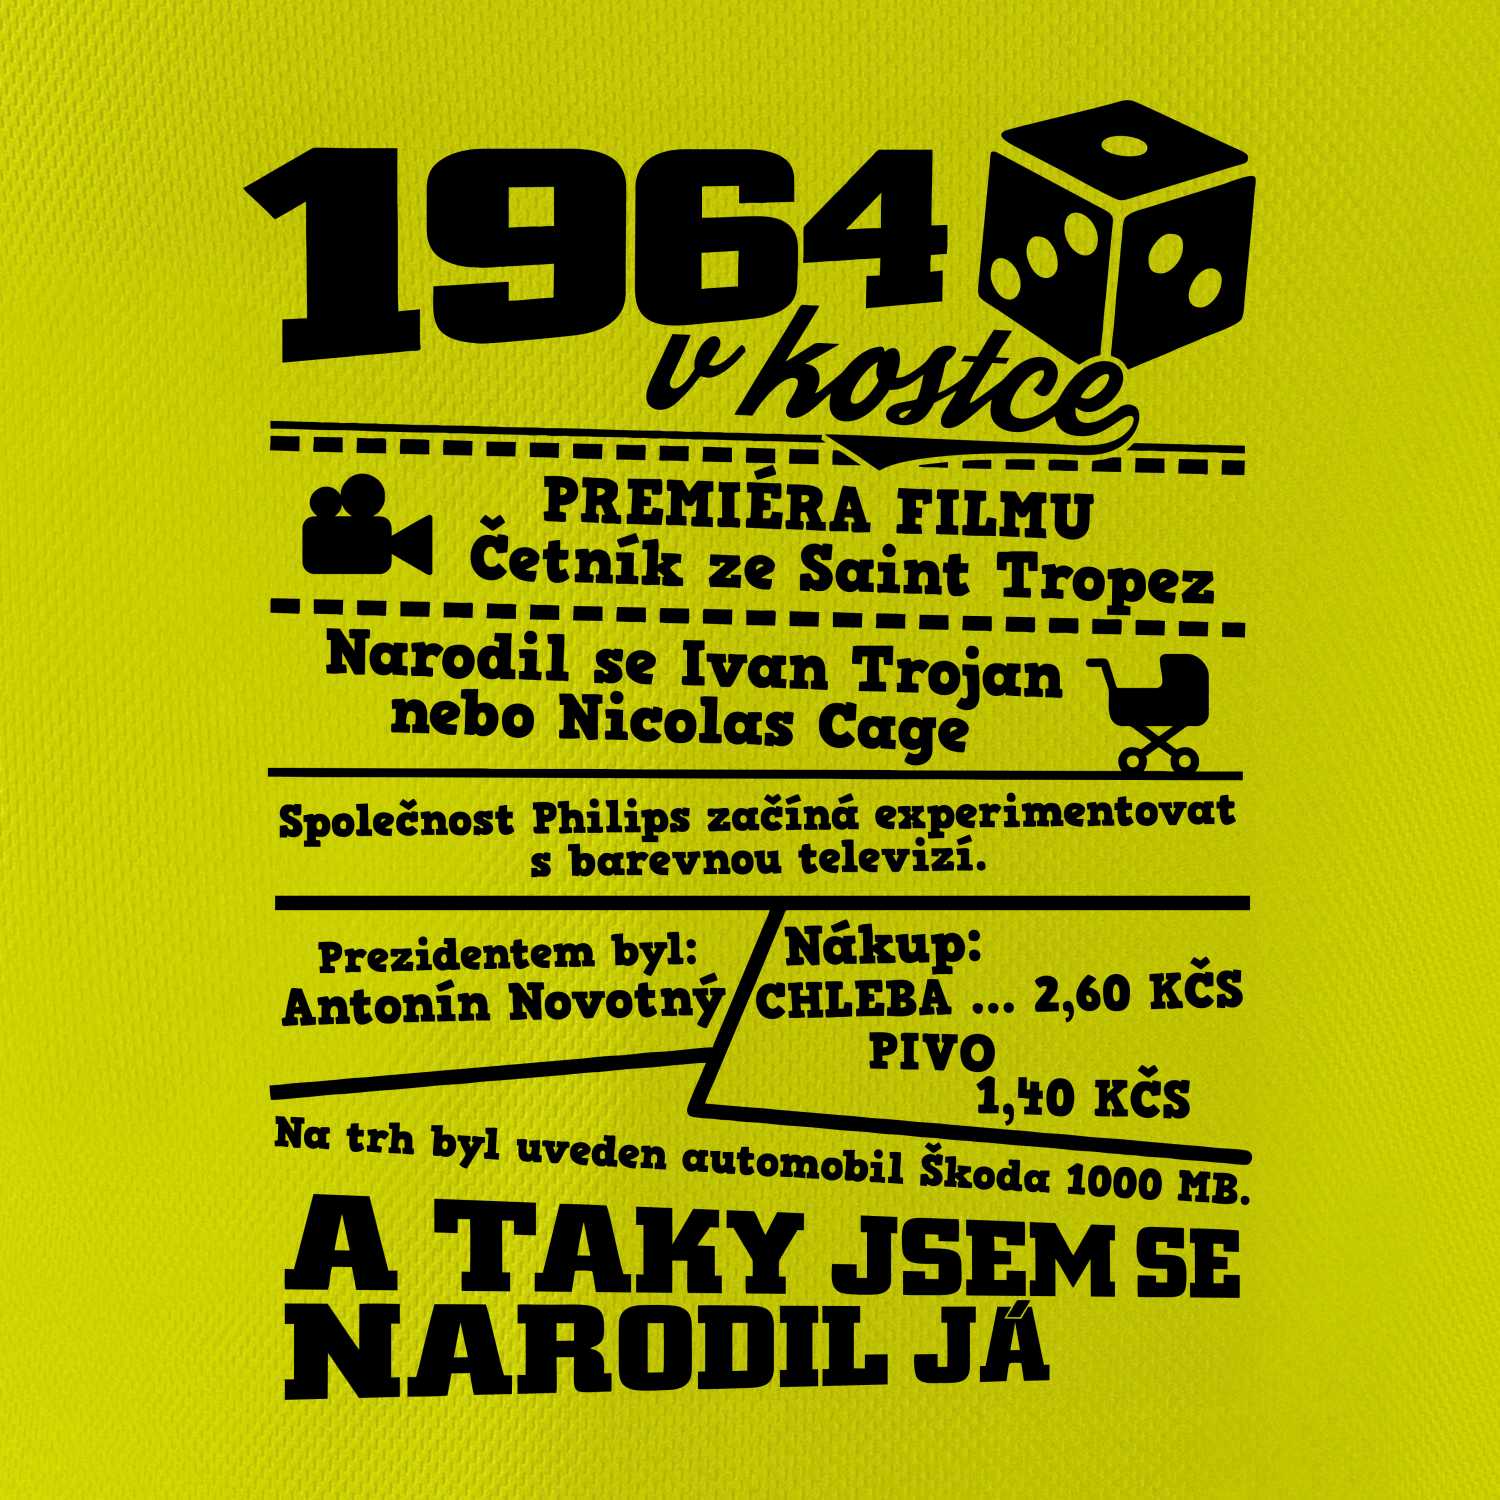 1964
v kostce
PREMIÉRA FILMU
Četník ze Saint Tropez
Narodil se Ivan Trojan
nebo Nicolas Cage
Společnost Philips začíná experimentovat
s barevnou televizí.
Prezidentem byl:
Antonín Novotný
Nákup:
CHLEBA ... 2,60 KČS
PIVO
1,40 KČS
Na trh byl uveden automobil Škoda 1000 MB.
A TAKY JSEM SE
NARODIL JÁ